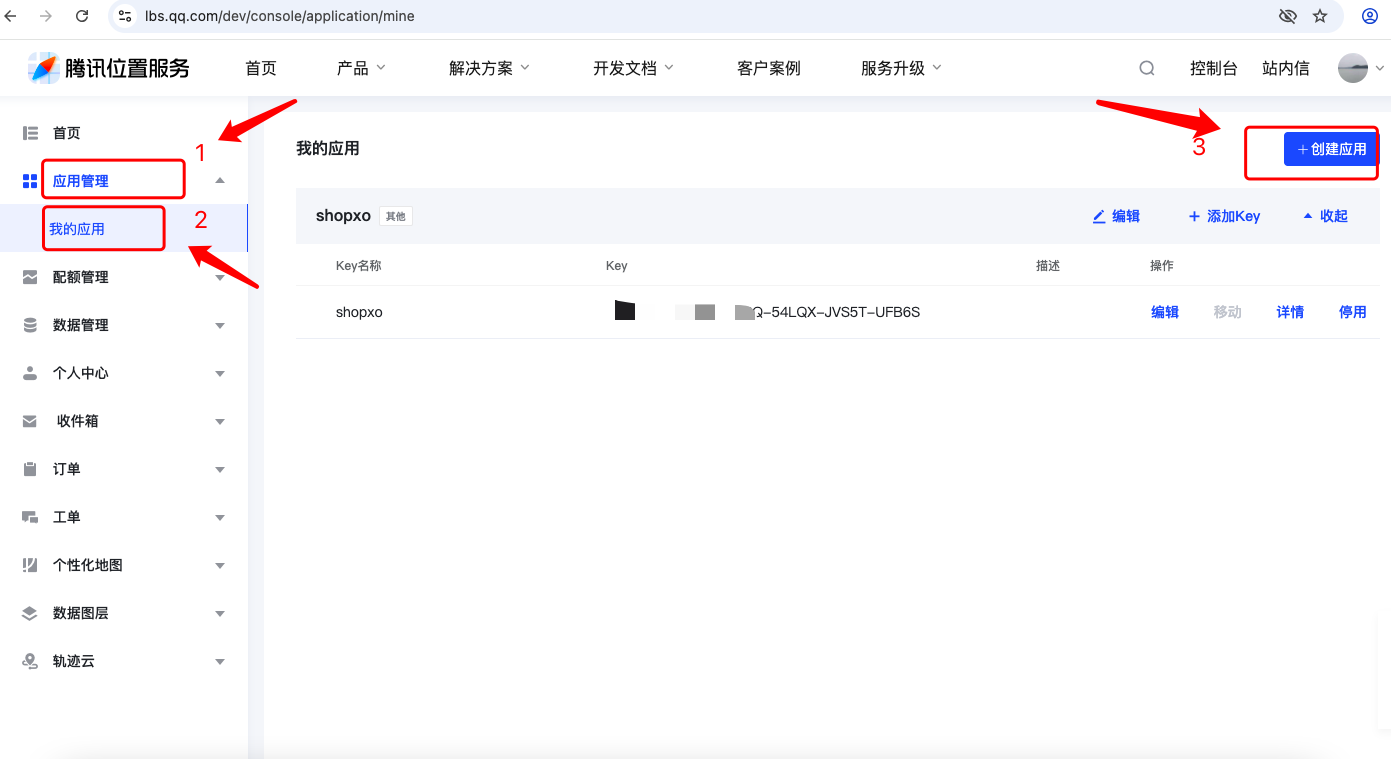 lbs.qq.com/dev/console/application/mine
腾讯位置服务 首页 产品 解决方案 开发文档 客户案例 服务升级 控制台 站内信
首页
1
应用管理
我的应用
2
配额管理
数据管理
个人中心
收件箱
订单
工单
个性化地图
数据图层
轨迹云
我的应用
3
+创建应用
shopxo 其他 编辑 + 添加Key 收起
Key名称 Key 描述 操作
shopxo Q-54LQX-JVS5T-UFB6S 编辑 移动 详情 停用